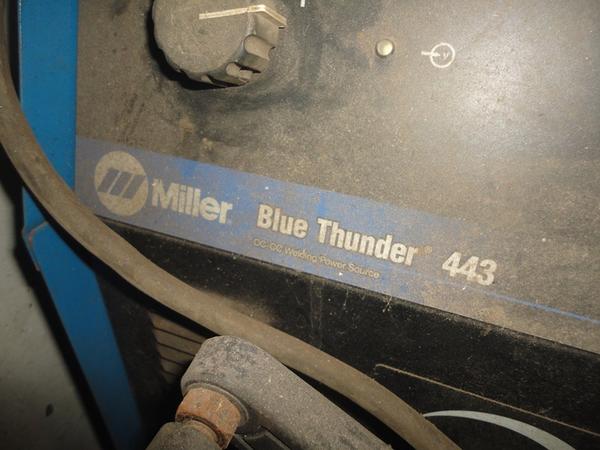 Miller® Blue Thunder® 443
DC-CC Welding Power Source
V